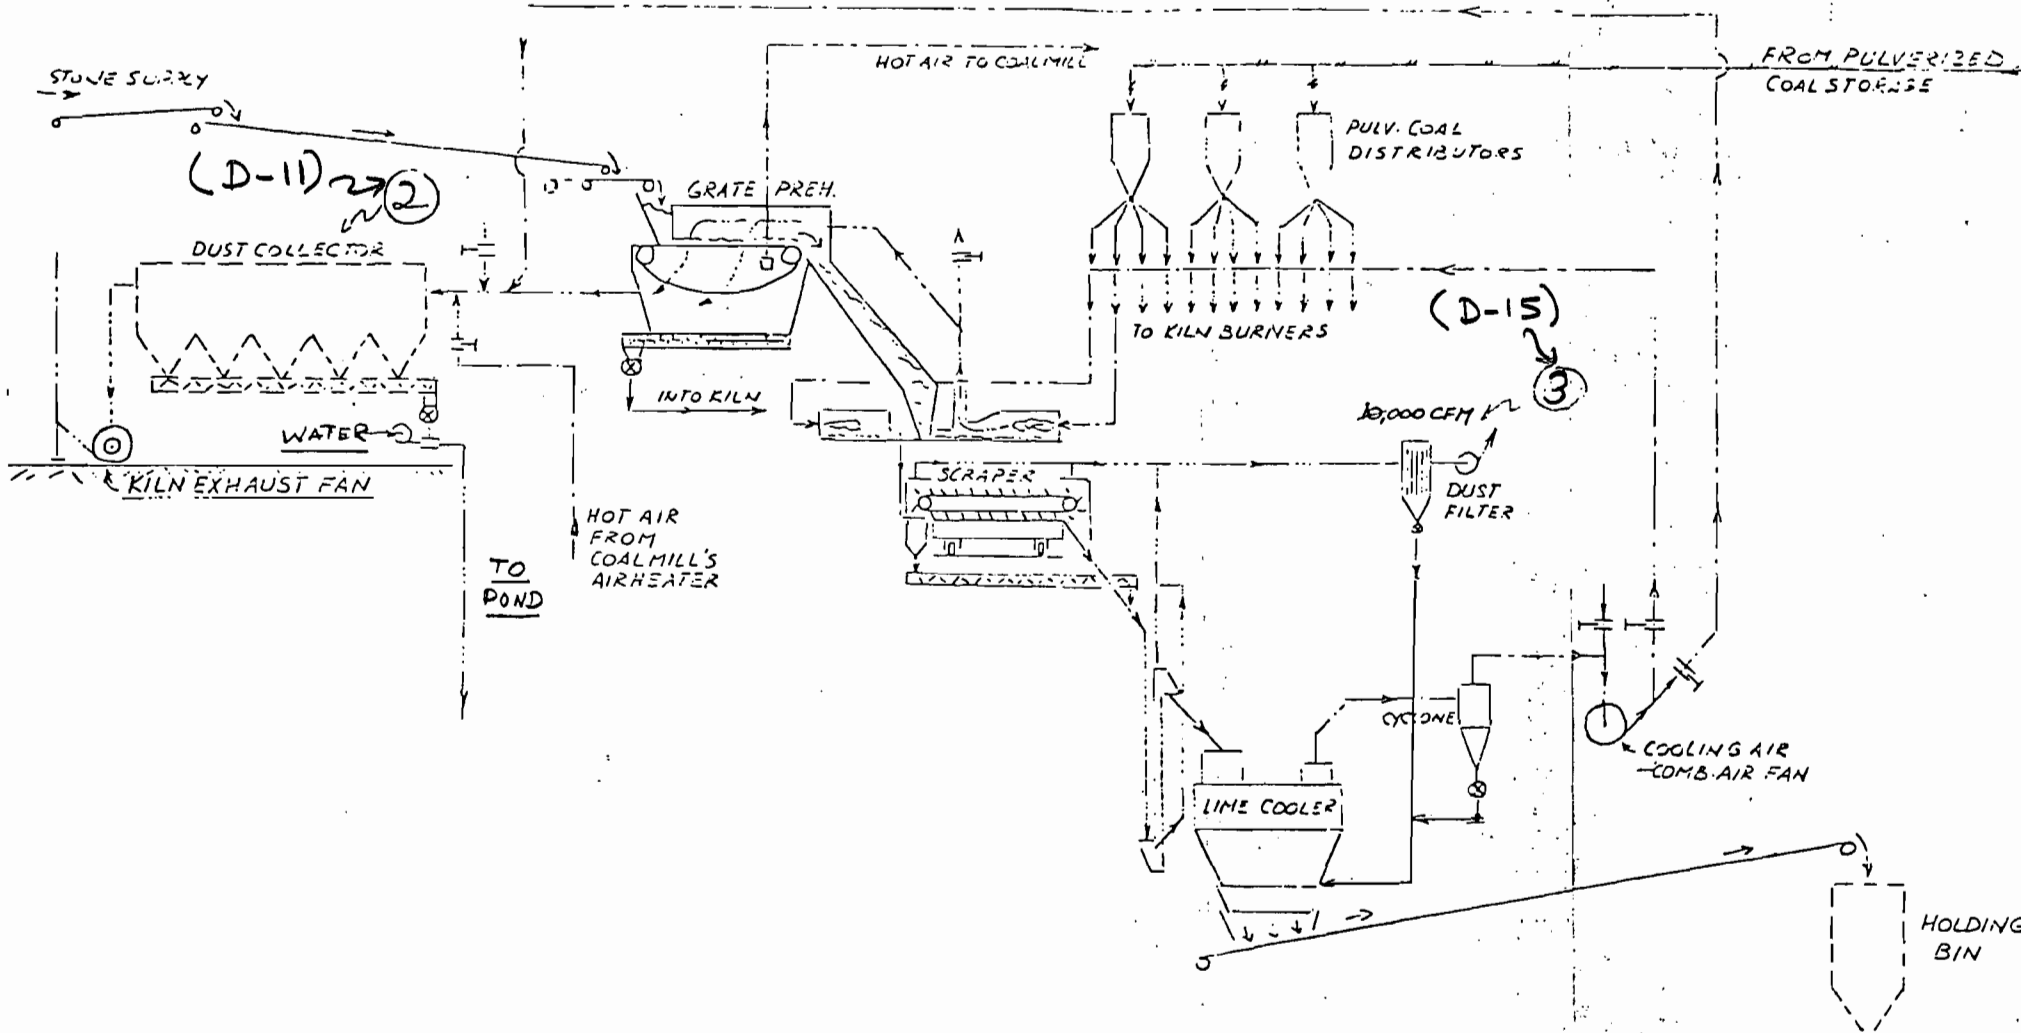 STONE SUPPLY
HOT AIR TO COALMILL
FROM PULVERIZED
COAL STORAGE
PULV. COAL
DISTRIBUTORS
(D-11)
2
GRATE PREH.
DUST COLLECTOR
TO KILN BURNERS
(D-15)
3
INTO KILN
10,000 CFM
WATER
KILN EXHAUST FAN
SCRAPER
DUST
FILTER
HOT AIR
FROM
COALMILL'S
AIRHEATER
TO
POND
CYCLONE
COOLING AIR
-COMB. AIR FAN
LIME COOLER
HOLDING
BIN